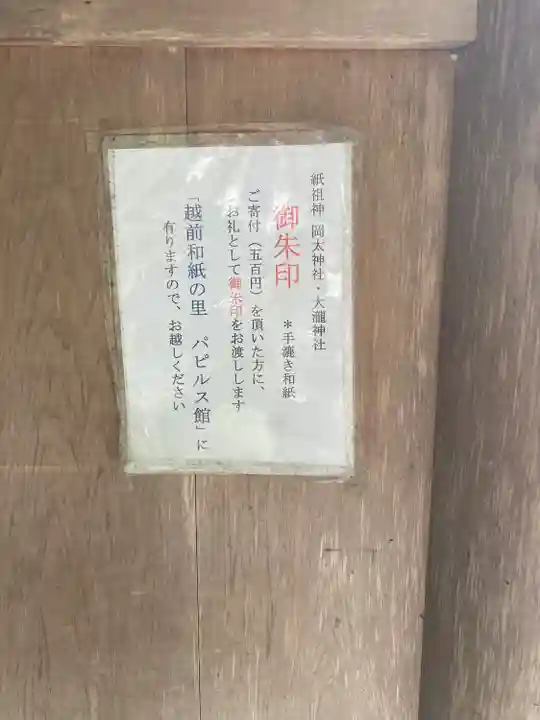 紙祖神 岡太神社・大瀧神社
御朱印 *手漉き和紙
ご寄付(五百円)を頂いた方に、
お礼として御朱印をお渡しします
「越前和紙の里 パピルス館」に
有りますので、お越しください